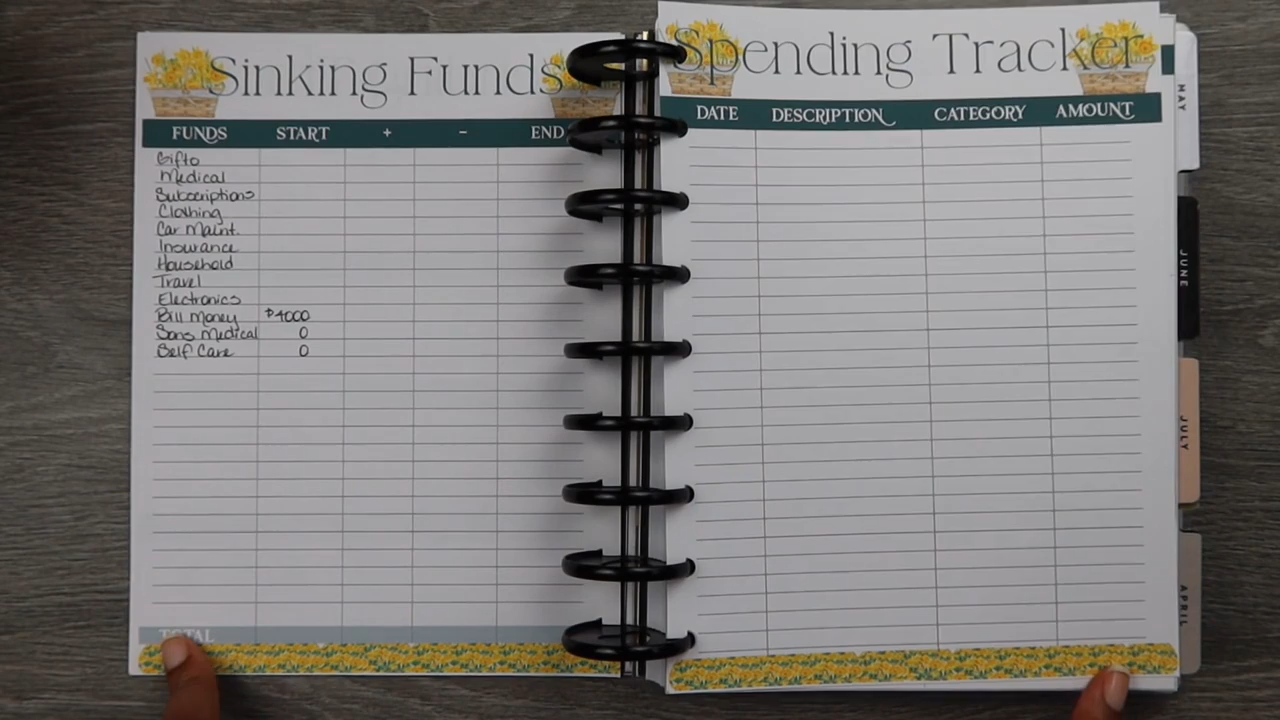 Sinking Funds
FUNDS START + - END
Gifts
Medical
Subscriptions
Clothing
Car Maint.
Insurance
Household
Travel
Electronics
Bill Money $4000
Sons Medical 0
Self Care 0
TOTAL
Spending Tracker
DATE DESCRIPTION CATEGORY AMOUNT
MAY
JUNE
JULY
APRIL